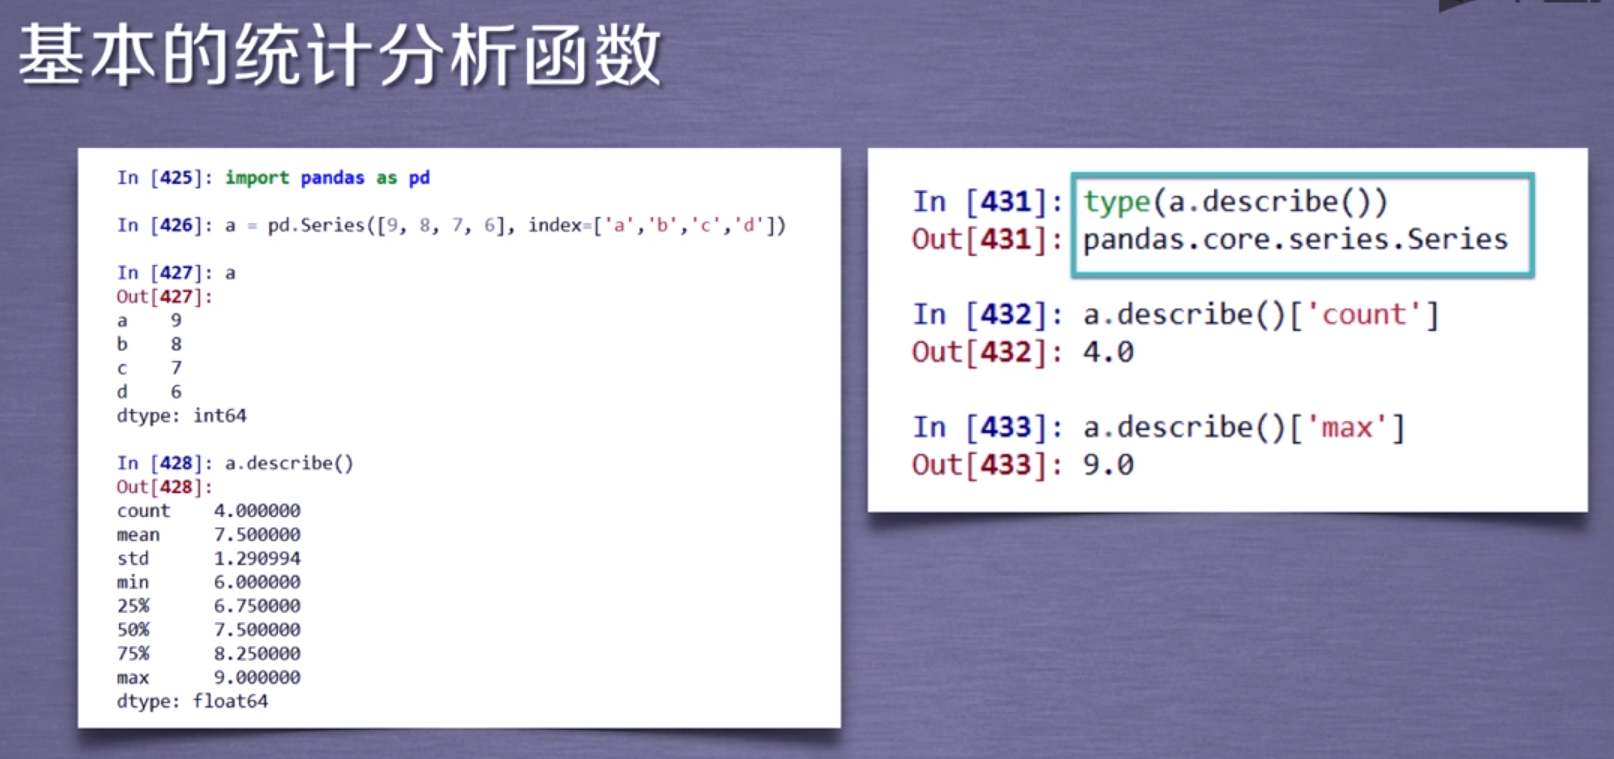 基本的统计分析函数
In [425]: import pandas as pd
In [426]: a = pd.Series([9, 8, 7, 6], index=['a','b','c','d'])
In [427]: a
Out[427]:
a    9
b    8
c    7
d    6
dtype: int64
In [428]: a.describe()
Out[428]:
count    4.000000
mean     7.500000
std      1.290994
min      6.000000
25%      6.750000
50%      7.500000
75%      8.250000
max      9.000000
dtype: float64
In [431]: type(a.describe())
Out[431]: pandas.core.series.Series
In [432]: a.describe()['count']
Out[432]: 4.0
In [433]: a.describe()['max']
Out[433]: 9.0